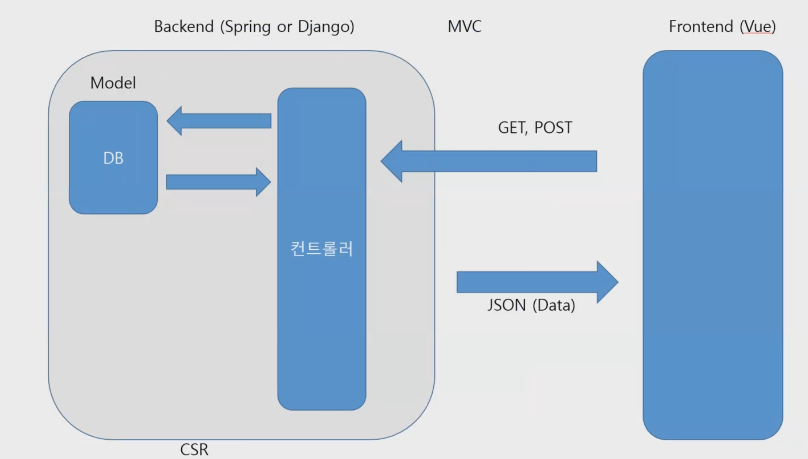 Backend (Spring or Django)
MVC
Frontend (Vue)
Model
DB
컨트롤러
GET, POST
JSON (Data)
CSR